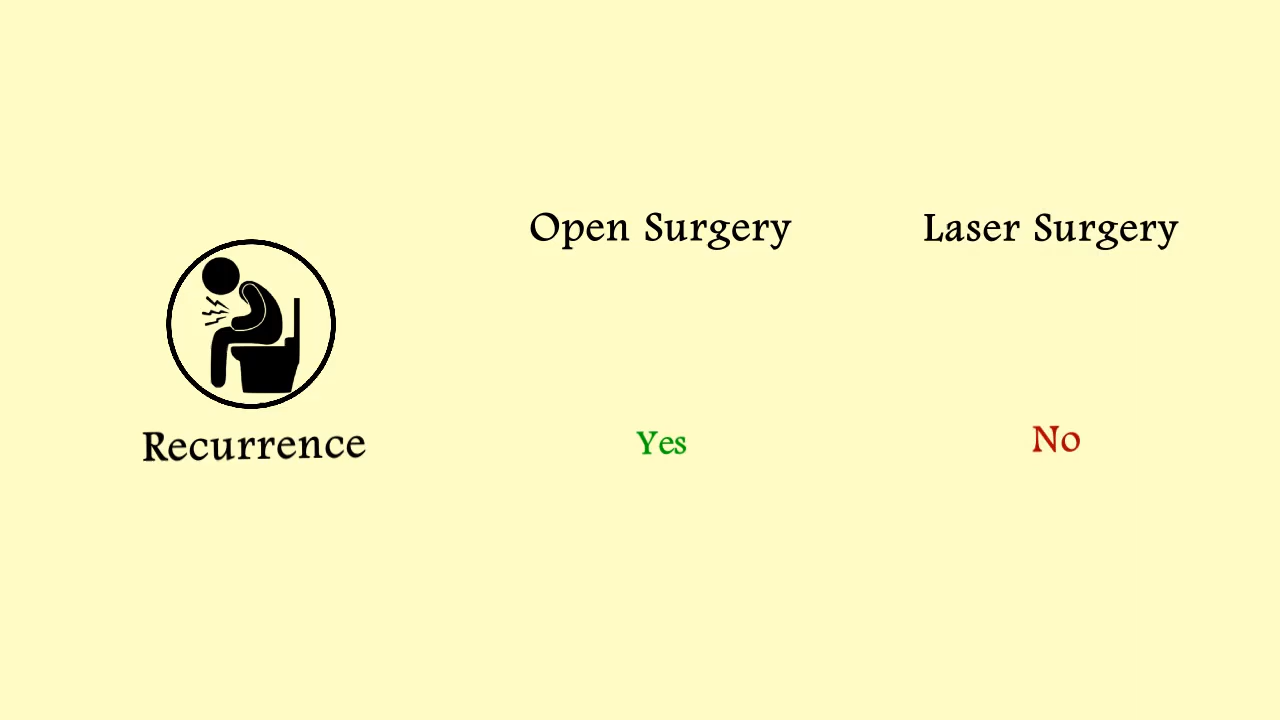 Open Surgery
Laser Surgery
Recurrence
Yes
No